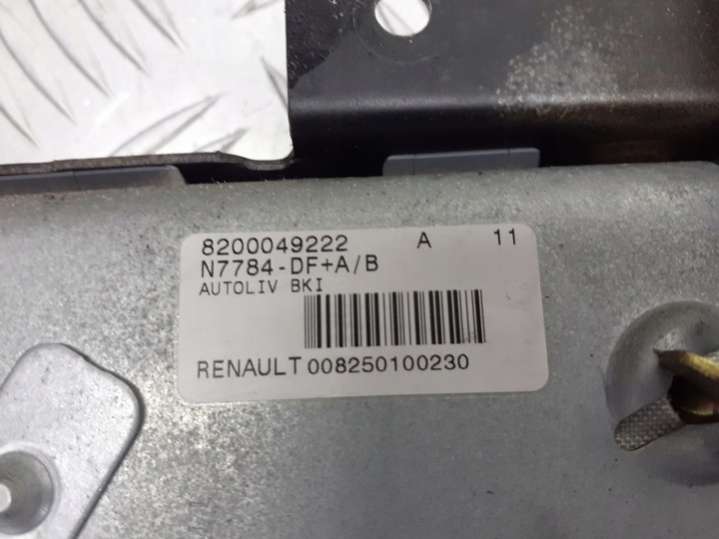 8200049222 A 11
N7784-DF+A/B
AUTOLIV BKI
RENAULT 008250100230